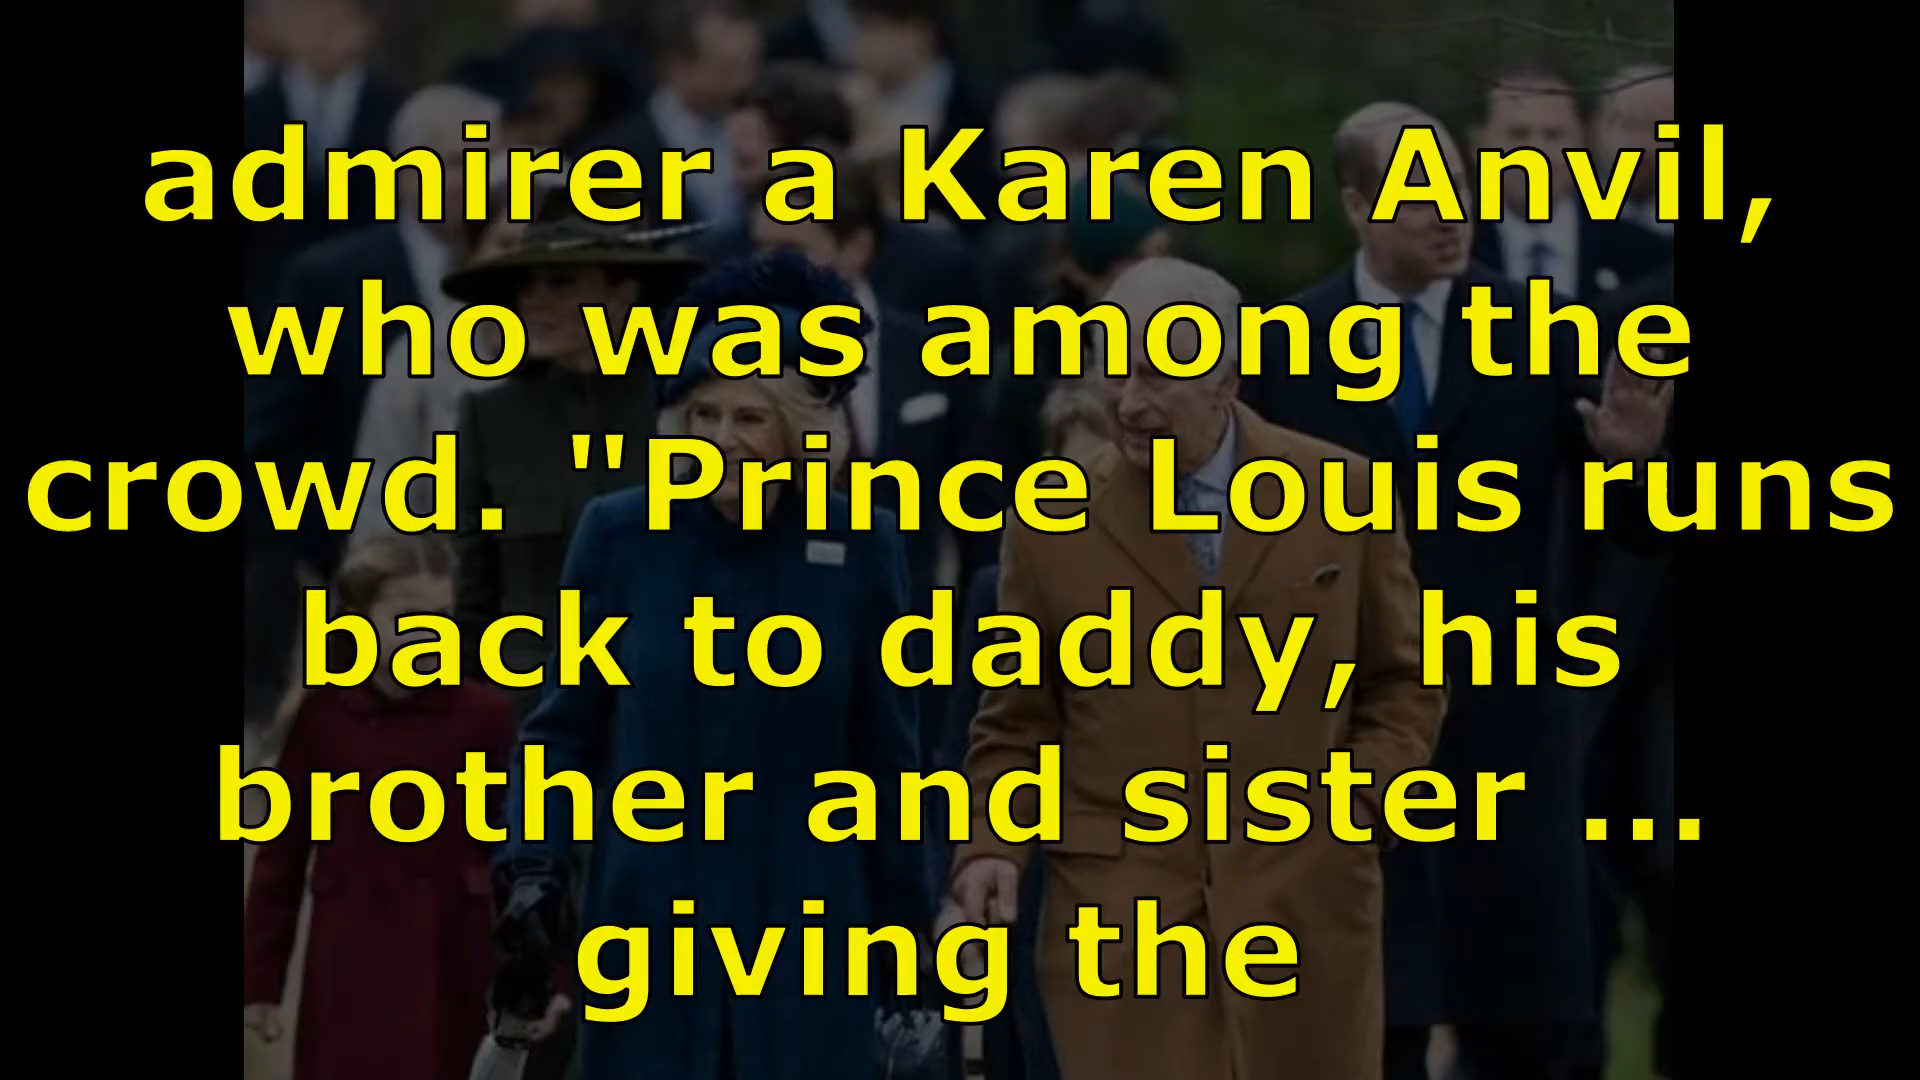 admirer a Karen Anvil,
who was among the
crowd. "Prince Louis runs
back to daddy, his
brother and sister ...
giving the